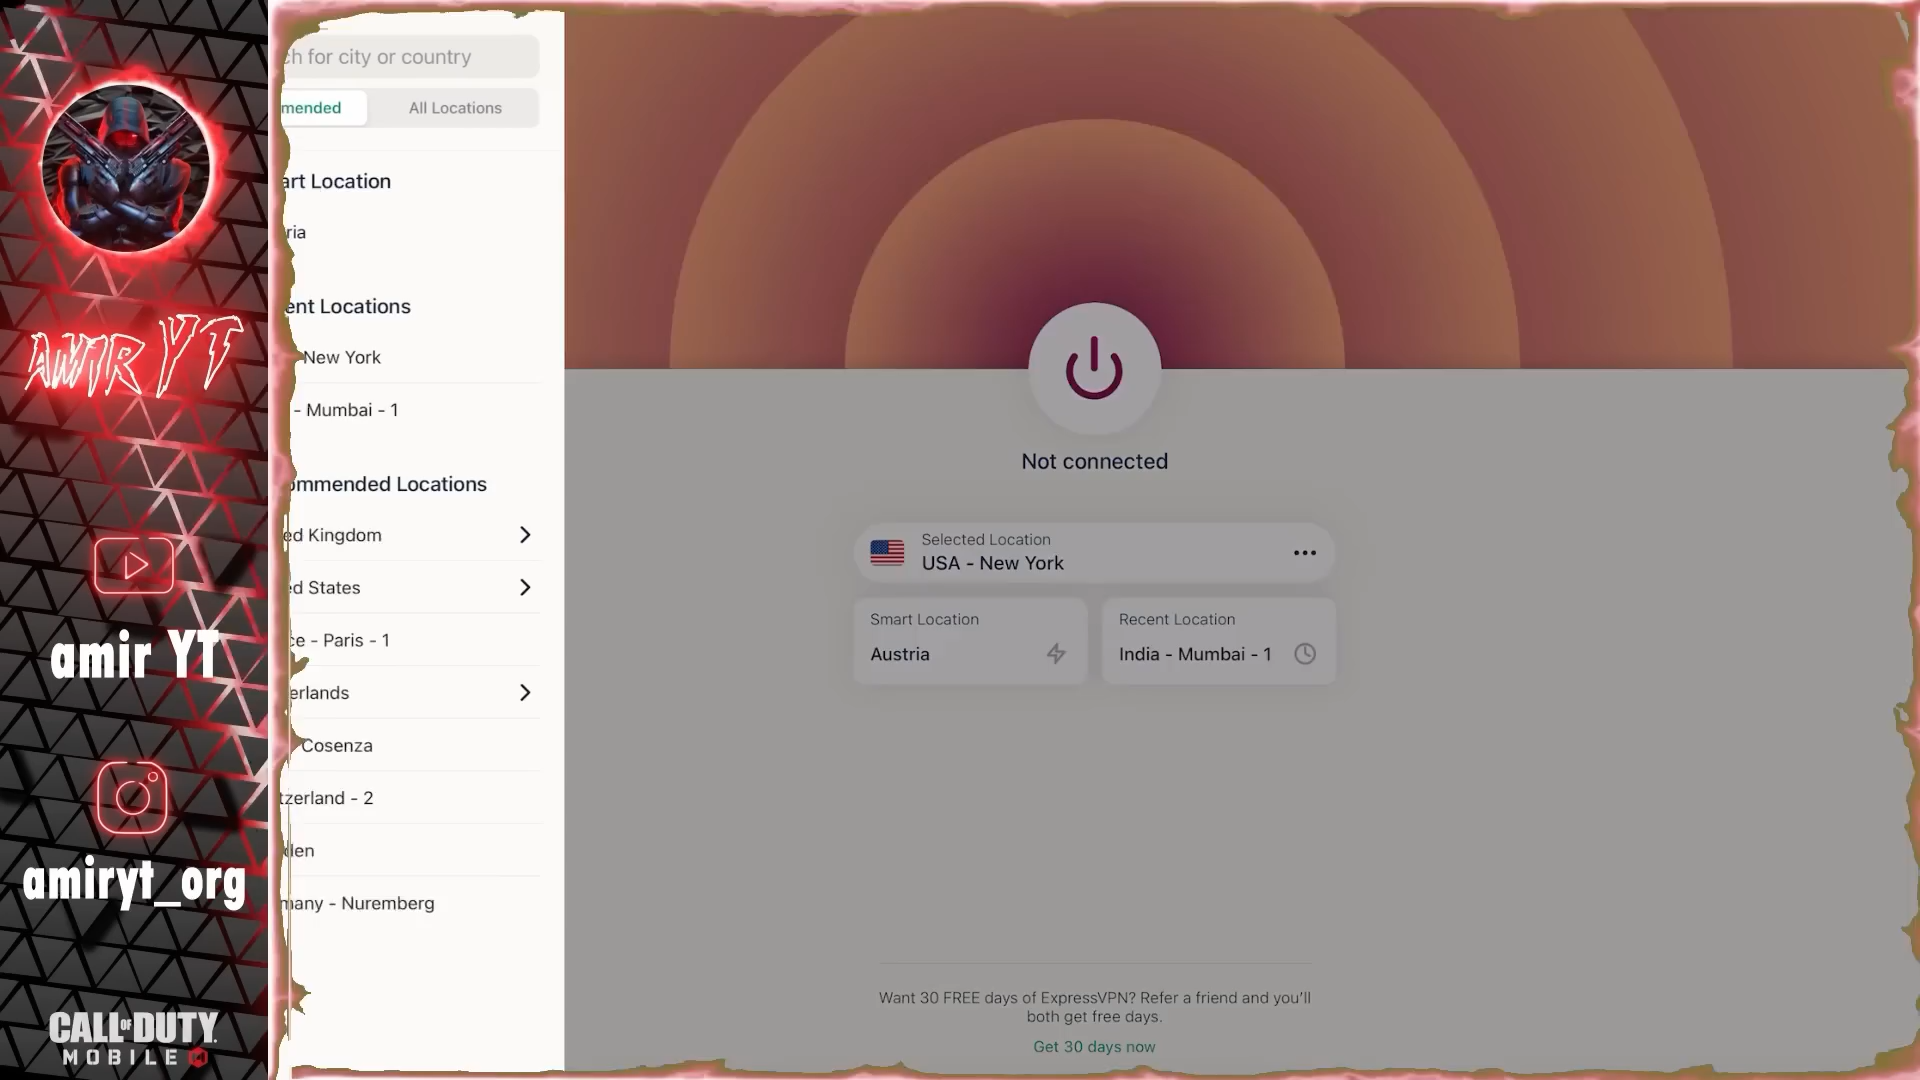 AMIR YT
amir YT
amiryt_org
CALL OF DUTY
MOBILE
ch for city or country
mended
All Locations
art Location
ria
ent Locations
New York
- Mumbai - 1
ommended Locations
ed Kingdom
ed States
ce - Paris - 1
erlands
Cosenza
tzerland - 2
den
many - Nuremberg
Not connected
Selected Location
USA - New York
Smart Location
Austria
Recent Location
India - Mumbai - 1
Want 30 FREE days of ExpressVPN? Refer a friend and you'll
both get free days.
Get 30 days now